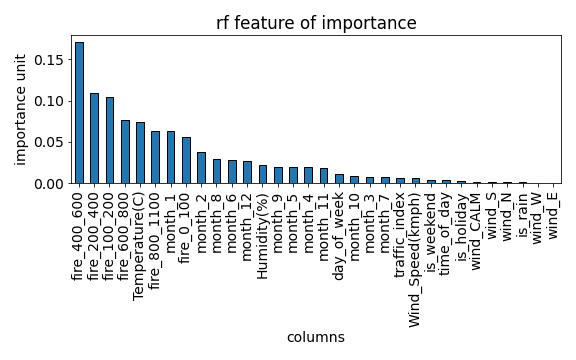 rf feature of importance
importance unit
0.15
0.10
0.05
0.00
fire_400_600
fire_200_400
fire_100_200
fire_600_800
Temperature(C)
fire_800_1100
month_1
fire_0_100
month_2
month_8
month_6
month_12
Humidity(%)
month_9
month_5
month_4
month_11
day_of_week
month_10
month_3
month_7
traffic_index
Wind_Speed(kmph)
is_weekend
time_of_day
is_holiday
wind_CALM
wind_S
wind_N
is_rain
wind_W
wind_E
columns